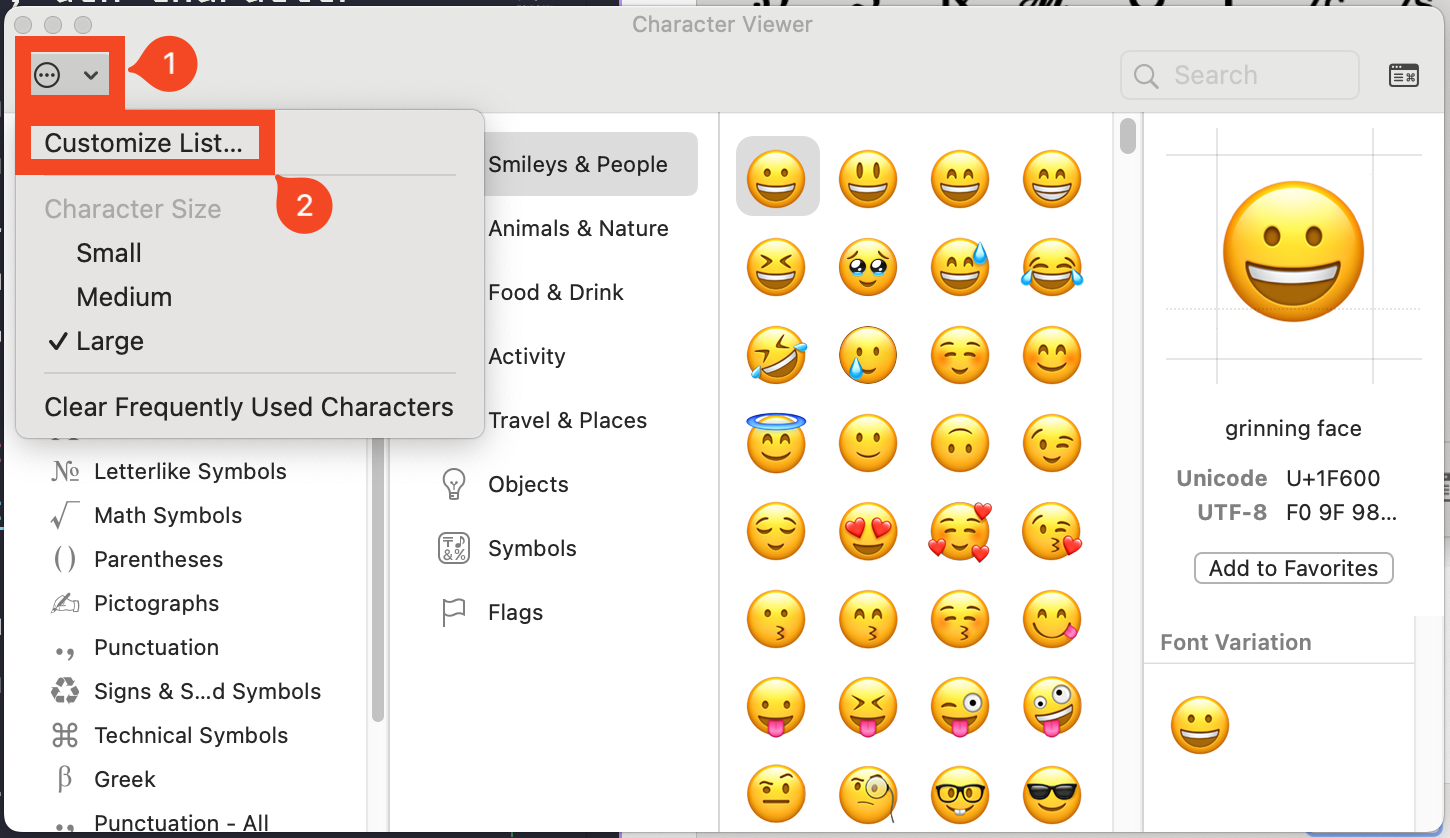 Character Viewer
1
Search
Customize List...
2
Character Size
Small
Medium
✓ Large
Clear Frequently Used Characters
Letterlike Symbols
Math Symbols
Parentheses
Pictographs
Punctuation
Signs & S...d Symbols
Technical Symbols
Greek
Punctuation - All
Smileys & People
Animals & Nature
Food & Drink
Activity
Travel & Places
Objects
Symbols
Flags
grinning face
Unicode U+1F600
UTF-8 F0 9F 98...
Add to Favorites
Font Variation